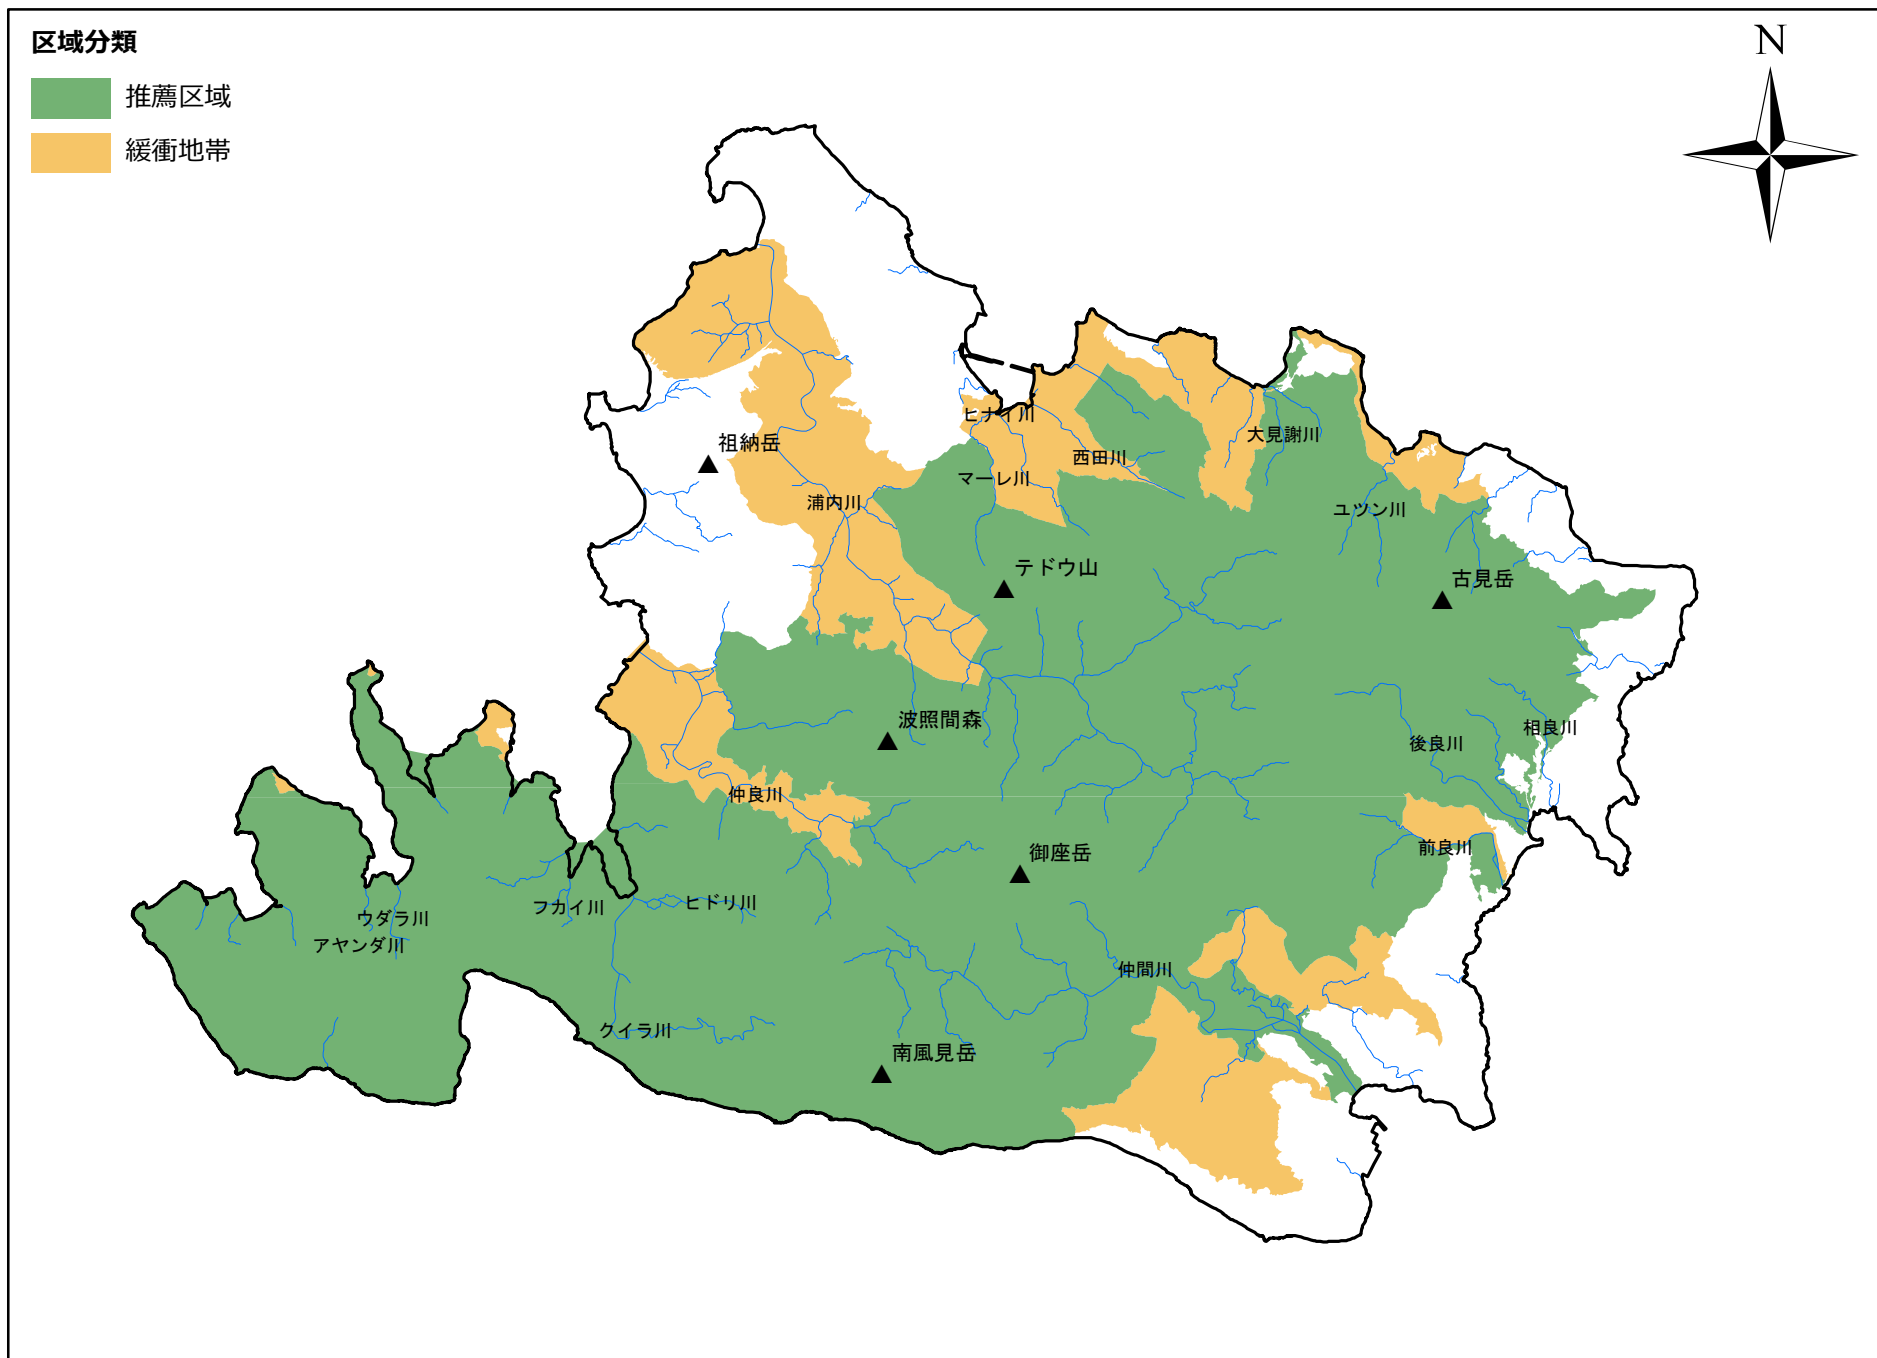 区域分類
推薦区域
緩衝地帯
N
ヒナイ川
祖納岳
大見謝川
西田川
マーレ川
浦内川
ユツン川
テドウ山
古見岳
波照間森
相良川
後良川
仲良川
前良川
御座岳
ヒドリ川
フカイ川
ウダラ川
アヤンダ川
仲間川
クイラ川
南風見岳